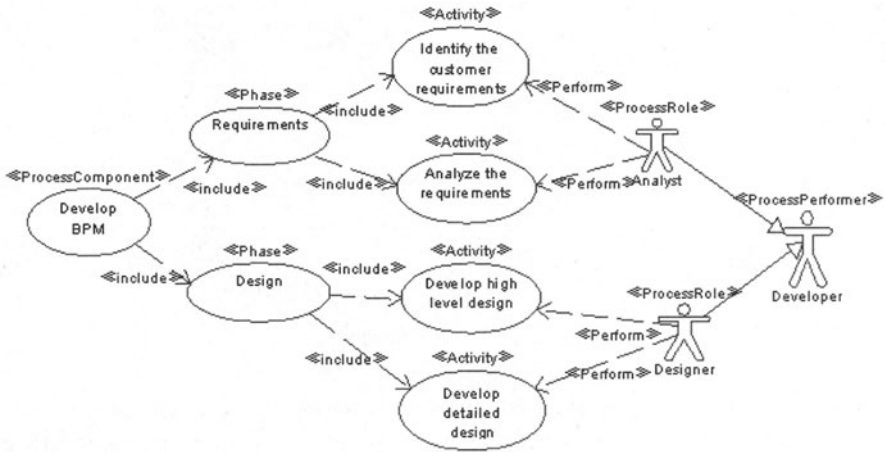 ≪Activity≫
Identify the
customer
requirements
≪Phase≫
≪include≫
≪Perform≫
≪ProcessRole≫
Requirements
≪Activity≫
≪ProcessComponent≫
≪include≫
≪include≫
Analyze the
requirements
≪Perform≫
Analyst
≪ProcessPerformer≫
Develop
BPM
≪Phase≫
≪Activity≫
≪include≫
≪include≫
Design
Develop high
level design
≪ProcessRole≫
Developer
≪Perform≫
≪include≫
≪Activity≫
≪Perform≫
Designer
Develop
detailed
design